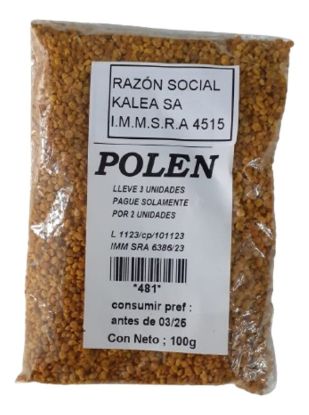 RAZÓN SOCIAL
KALEA SA
I.M.M.S.R.A 4515
POLEN
LLEVE 3 UNIDADES
PAGUE SOLAMENTE
POR 2 UNIDADES
L 1123/cp/101123
IMM SRA 6386/23
*481*
consumir pref :
antes de 03/25
Con Neto ; 100g